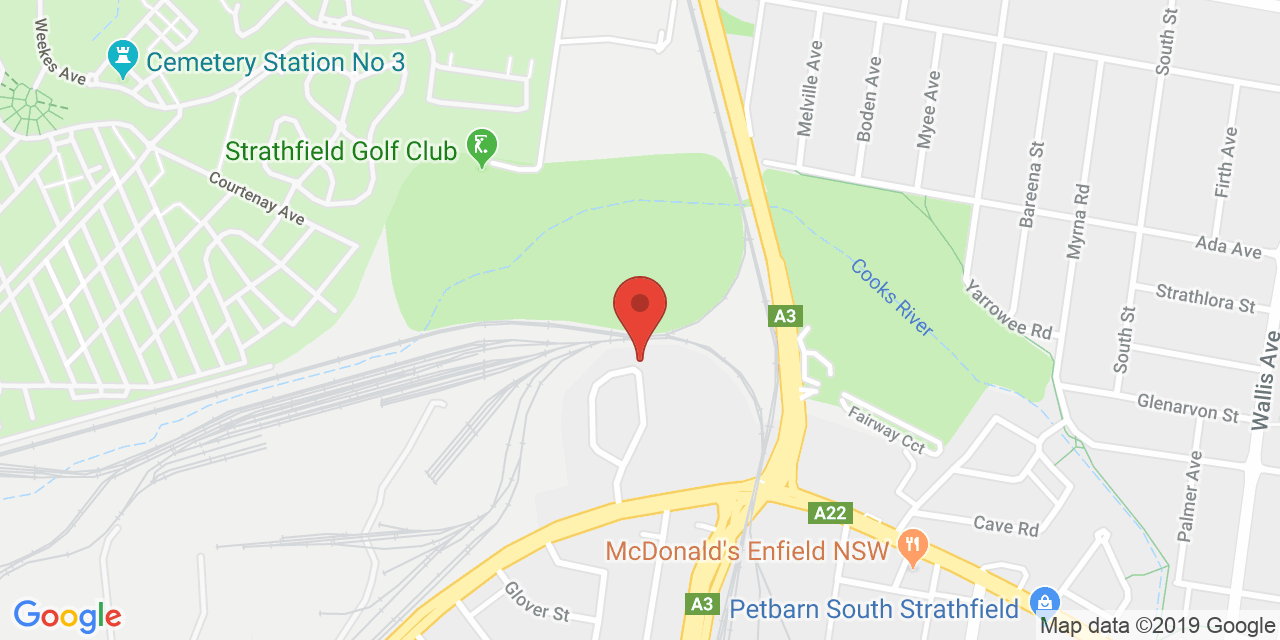 Weekes Ave
Cemetery Station No 3
Strathfield Golf Club
Courtenay Ave
Melville Ave
Boden Ave
Myee Ave
South St
Bareena St
Myrna Rd
Firth Ave
Ada Ave
Cooks River
A3
Yarrowee Rd
Strathlora St
South St
Wallis Ave
Glenarvon St
Fairway Cct
Palmer Ave
A22
Cave Rd
McDonald's Enfield NSW
Glover St
A3
Petbarn South Strathfield
Google
Map data ©2019 Google